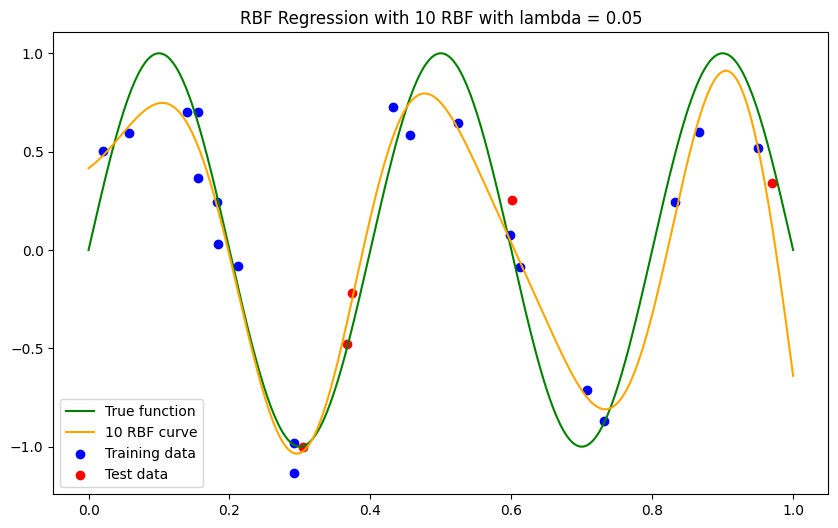 RBF Regression with 10 RBF with lambda = 0.05
1.0
0.5
0.0
−0.5
−1.0
True function
10 RBF curve
Training data
Test data
0.0 0.2 0.4 0.6 0.8 1.0